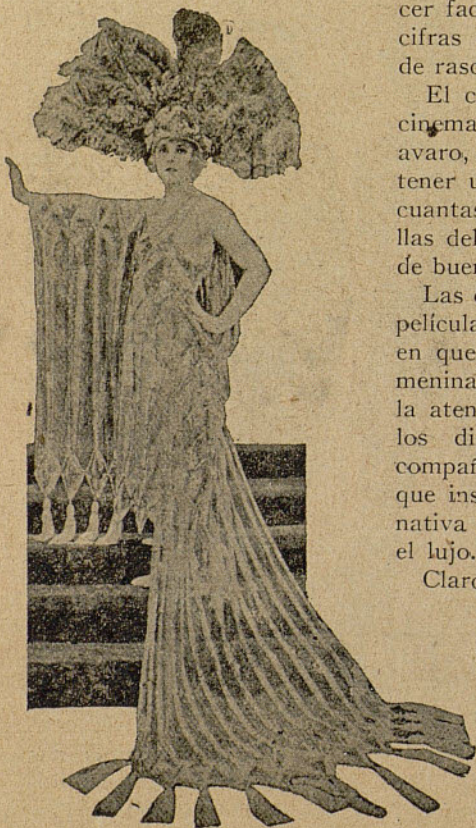 cer fac
cifras
de rasc
El c
cinema
avaro,
tener u
cuantas
llas del
de buen
Las
película
en que
menina
la aten
los di
compañ
que ins
nativa
el lujo.
Claro